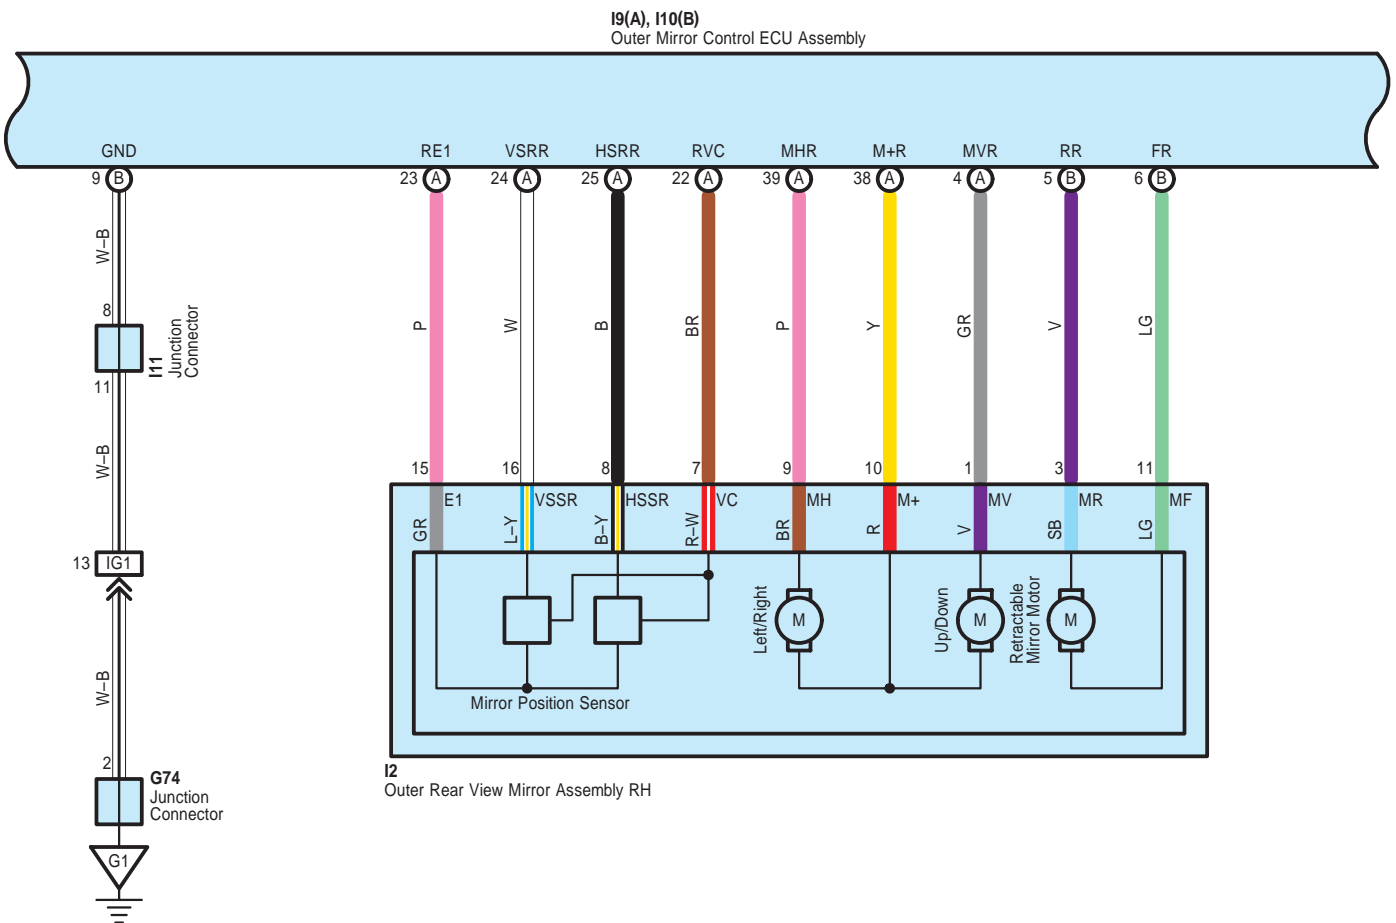 I9(A), I10(B)
Outer Mirror Control ECU Assembly
GND RE1 VSRR HSRR RVC MHR M+R MVR RR FR
9 B 23 A 24 A 25 A 22 A 39 A 38 A 4 A 5 B 6 B
W–B
8
I11
Junction
Connector
11
P W B BR P Y GR V LG
W–B
15 16 8 7 9 10 1 3 11
E1 VSSR HSSR VC MH M+ MV MR MF
GR L–Y B–Y R–W BR R V SB LG
13 IG1
Left/Right
M
Up/Down
M
Retractable
Mirror Motor
M
Mirror Position Sensor
W–B
2
G74
Junction
Connector
G1
I2
Outer Rear View Mirror Assembly RH